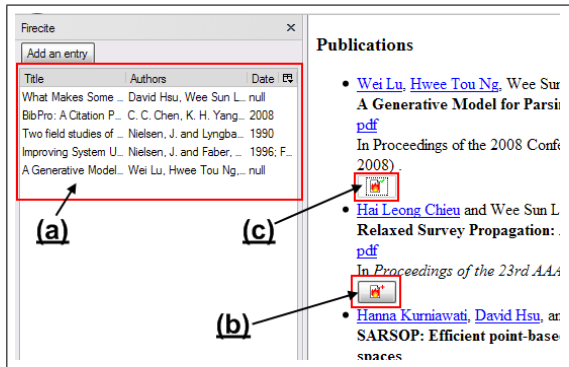 Firecite ×
Add an entry
Title Authors Date
What Makes Some ... David Hsu, Wee Sun L... null
BibPro: A Citation P... C. C. Chen, K. H. Yang... 2008
Two field studies of ... Nielsen, J. and Lyngba... 1990
Improving System U... Nielsen, J. and Faber, ... 1996; F...
A Generative Model... Wei Lu, Hwee Tou Ng,... null
(a)
Publications
Wei Lu, Hwee Tou Ng, Wee Sun
A Generative Model for Parsin
pdf
In Proceedings of the 2008 Confe
2008) .
(c)
Hai Leong Chieu and Wee Sun L
Relaxed Survey Propagation:
pdf
In Proceedings of the 23rd AAA
(b)
Hanna Kurniawati, David Hsu, an
SARSOP: Efficient point-base
spaces